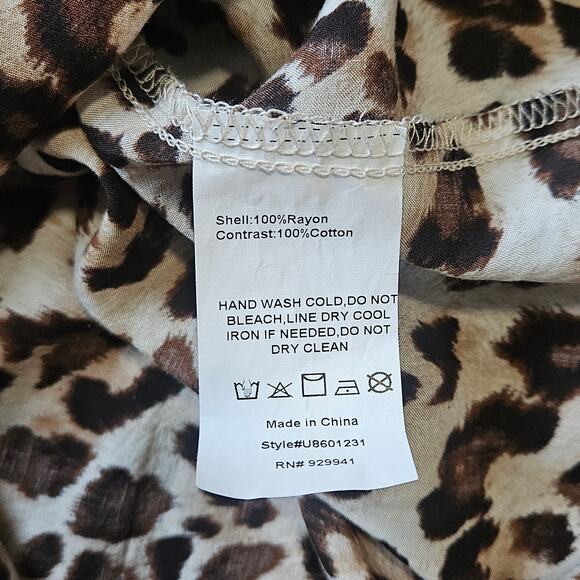 Shell:100%Rayon
Contrast:100%Cotton
HAND WASH COLD,DO NOT
BLEACH,LINE DRY COOL
IRON IF NEEDED,DO NOT
DRY CLEAN
Made in China
Style#U8601231
RN# 929941